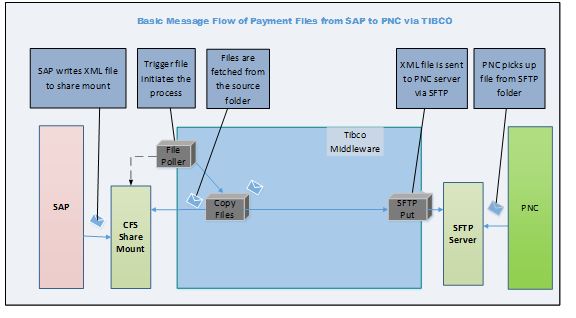 Basic Message Flow of Payment Files from SAP to PNC via TIBCO
SAP writes XML file
to share mount
Trigger file
initiates the
process
Files are
fetched from
the source
folder
XML file is sent
to PNC server
via SFTP
PNC picks up
file from SFTP
folder
Tibco
Middleware
File
Poller
SAP
CFS
Share
Mount
Copy
Files
SFTP
Put
SFTP
Server
PNC